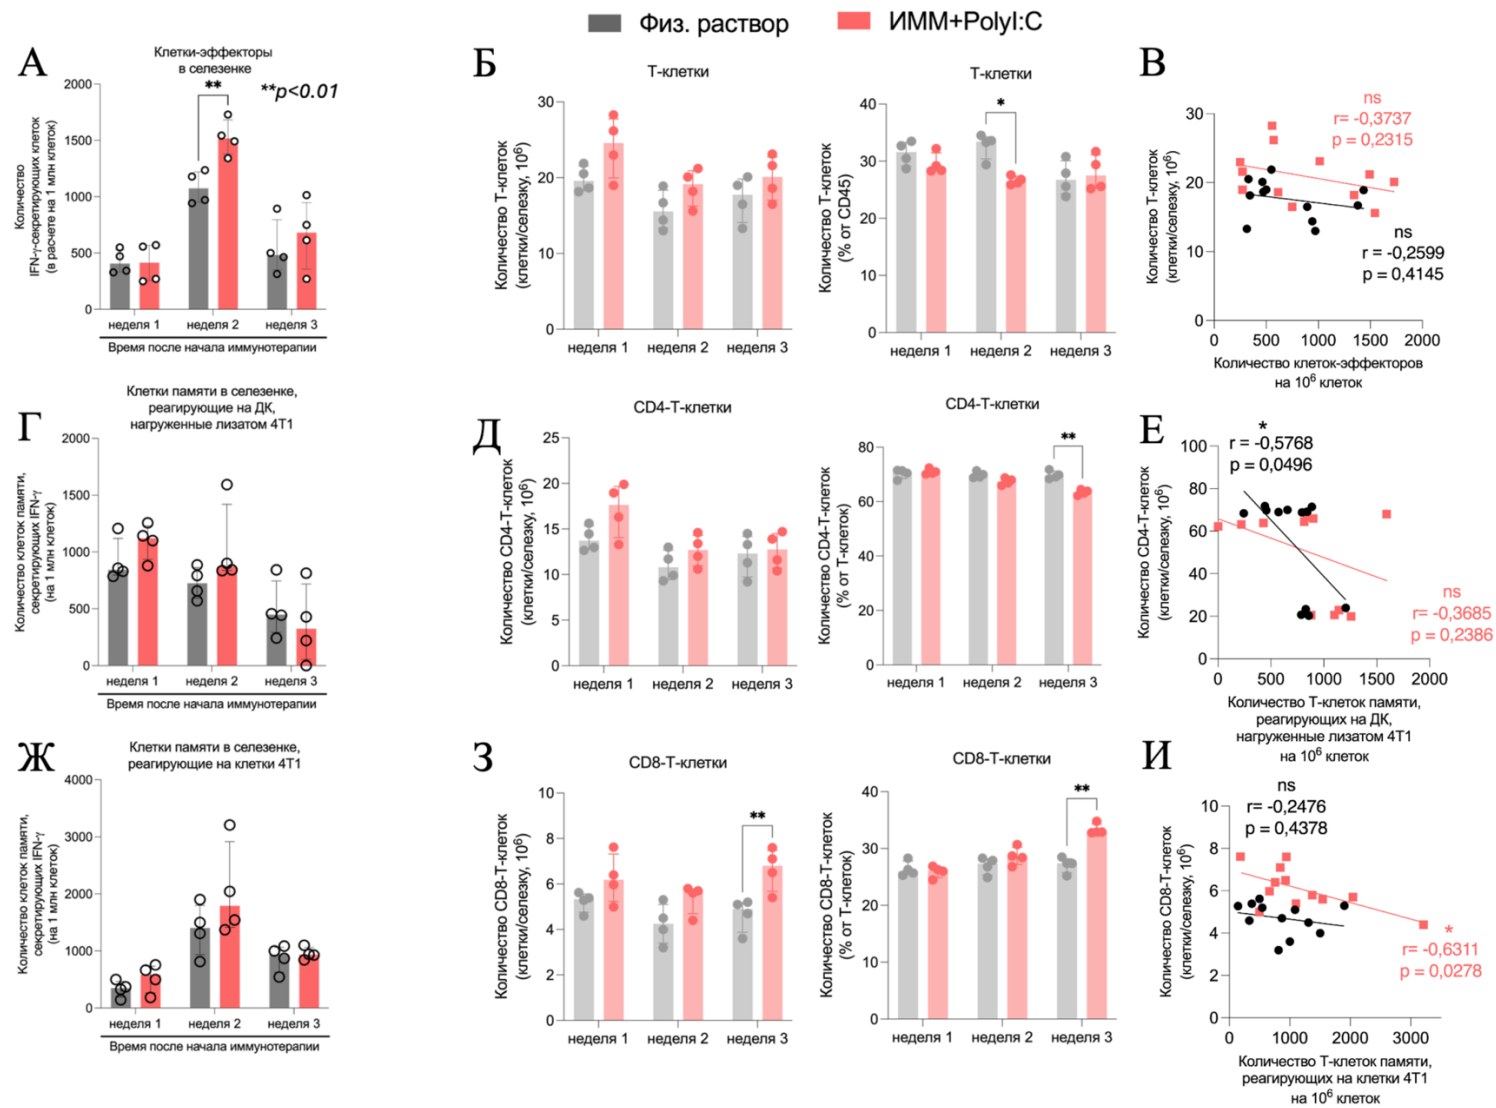 Физ. раствор
ИММ+PolyI:C
А
Клетки-эффекторы
в селезенке
**p<0.01
**
Количество
IFN-γ-секретирующих клеток
(в расчете на 1 млн клеток)
2000
1500
1000
500
0
неделя 1
неделя 2
неделя 3
Время после начала иммунотерапии
Б
Т-клетки
Количество Т-клеток
(клетки/селезку, 10⁶)
30
20
10
0
неделя 1
неделя 2
неделя 3
Т-клетки
*
Количество Т-клеток
(% от CD45)
40
30
20
10
0
неделя 1
неделя 2
неделя 3
В
ns
r= -0,3737
p = 0,2315
ns
r = -0,2599
p = 0,4145
Количество Т-клеток
(клетки/селезку, 10⁶)
30
20
10
0
0
500
1000
1500
2000
Количество клеток-эффекторов
на 10⁶ клеток
Г
Клетки памяти в селезенке,
реагирующие на ДК,
нагруженные лизатом 4T1
Количество клеток памяти,
секретирующих IFN-γ
(на 1 млн клеток)
2000
1500
1000
500
0
неделя 1
неделя 2
неделя 3
Время после начала иммунотерапии
Д
CD4-Т-клетки
Количество CD4-Т-клеток
(клетки/селезку, 10⁶)
25
20
15
10
5
0
неделя 1
неделя 2
неделя 3
CD4-Т-клетки
**
Количество CD4-Т-клеток
(% от Т-клеток)
80
60
40
20
0
неделя 1
неделя 2
неделя 3
Е
*
r = -0,5768
p = 0,0496
ns
r= -0,3685
p = 0,2386
Количество CD4-Т-клеток
(клетки/селезку, 10⁶)
100
80
60
40
20
0
0
500
1000
1500
2000
Количество Т-клеток памяти,
реагирующих на ДК,
нагруженные лизатом 4T1
на 10⁶ клеток
Ж
Клетки памяти в селезенке,
реагирующие на клетки 4T1
Количество клеток памяти,
секретирующих IFN-γ
(на 1 млн клеток)
4000
3000
2000
1000
0
неделя 1
неделя 2
неделя 3
Время после начала иммунотерапии
З
CD8-Т-клетки
**
Количество CD8-Т-клеток
(клетки/селезку, 10⁶)
10
8
6
4
2
0
неделя 1
неделя 2
неделя 3
CD8-Т-клетки
**
Количество CD8-Т-клеток
(% от Т-клеток)
40
30
20
10
0
неделя 1
неделя 2
неделя 3
И
ns
r= -0,2476
p = 0,4378
*
r= -0,6311
p = 0,0278
Количество CD8-Т-клеток
(клетки/селезку, 10⁶)
10
8
6
4
2
0
0
1000
2000
3000
Количество Т-клеток памяти,
реагирующих на клетки 4T1
на 10⁶ клеток